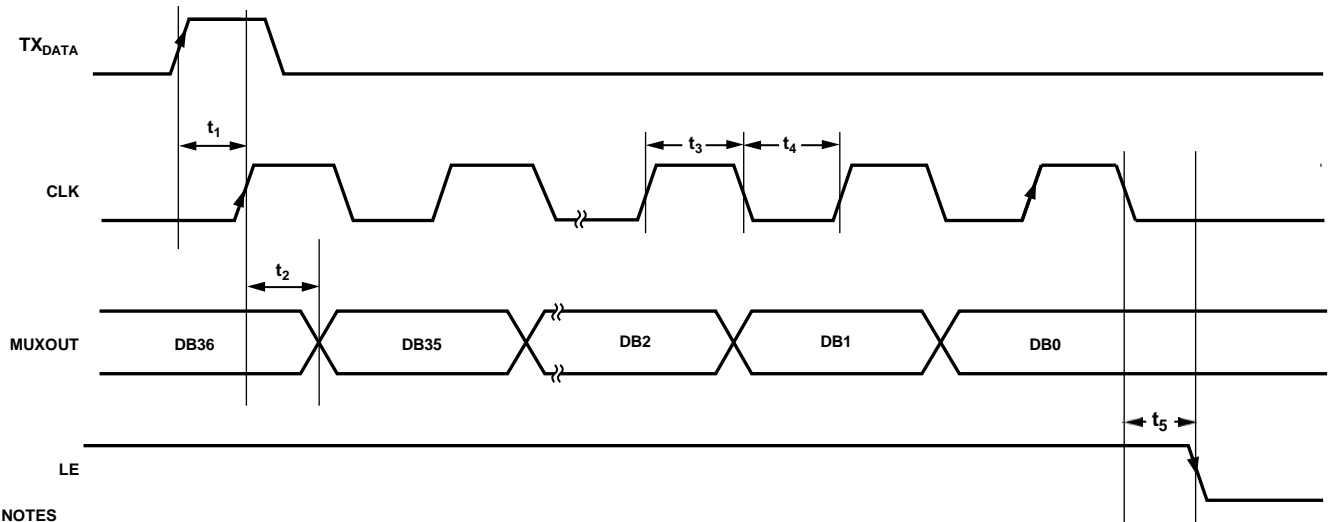 TXDATA
t1
t3
t4
CLK
t2
MUXOUT
DB36
DB35
DB2
DB1
DB0
t5
LE
NOTES